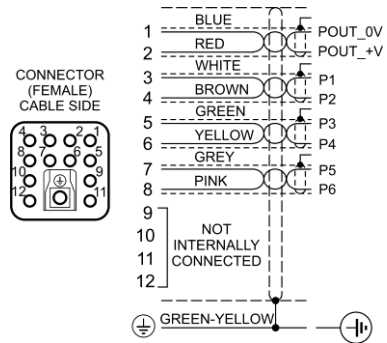 CONNECTOR
(FEMALE)
CABLE SIDE
4 3 2 1
8 7 6 5
10 9
12 11
1 BLUE POUT_0V
2 RED POUT_+V
3 WHITE P1
4 BROWN P2
5 GREEN P3
6 YELLOW P4
7 GREY P5
8 PINK P6
9
10
11
12
NOT
INTERNALLY
CONNECTED
GREEN-YELLOW